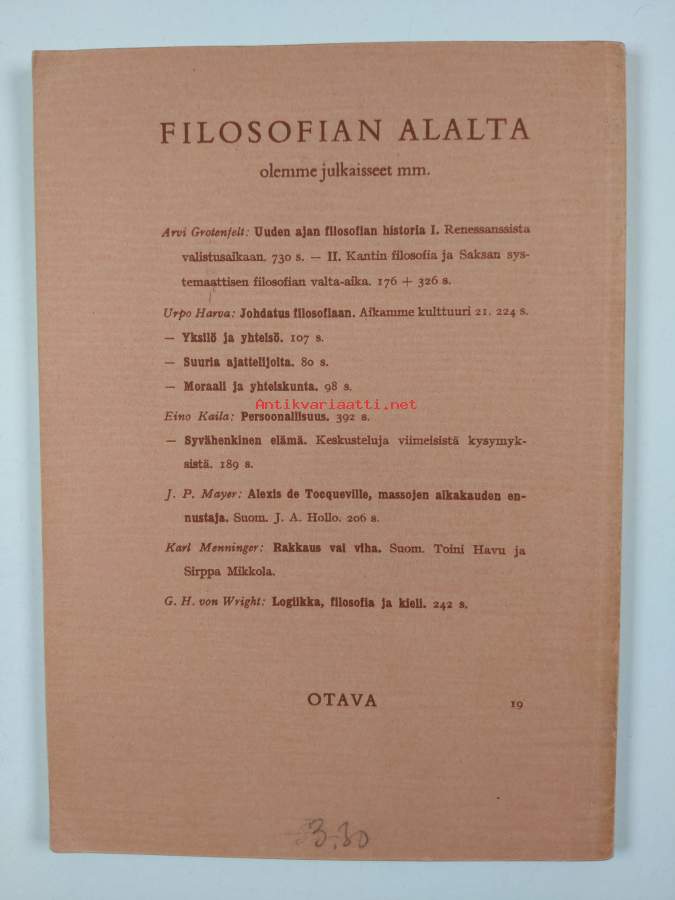 FILOSOFIAN ALALTA
olemme julkaisseet mm.
Arvi Grotenfelt: Uuden ajan filosofian historia I. Renessanssista
valistusaikaan. 730 s. — II. Kantin filosofia ja Saksan sys-
temaattisen filosofian valta-aika. 176 + 326 s.
Urpo Harva: Johdatus filosofiaan. Aikamme kulttuuri 21. 224 s.
— Yksilö ja yhteisö. 107 s.
— Suuria ajattelijoita. 80 s.
— Moraali ja yhteiskunta. 98 s.
Antikvariaatti.net
Eino Kaila: Persoonallisuus. 392 s.
— Syvähenkinen elämä. Keskusteluja viimeisistä kysymyk-
sistä. 189 s.
J. P. Mayer: Alexis de Tocqueville, massojen aikakauden en-
nustaja. Suom. J. A. Hollo. 206 s.
Karl Menninger: Rakkaus vai viha. Suom. Toini Havu ja
Sirppa Mikkola.
G. H. von Wright: Logiikka, filosofia ja kieli. 242 s.
OTAVA 19
3.30